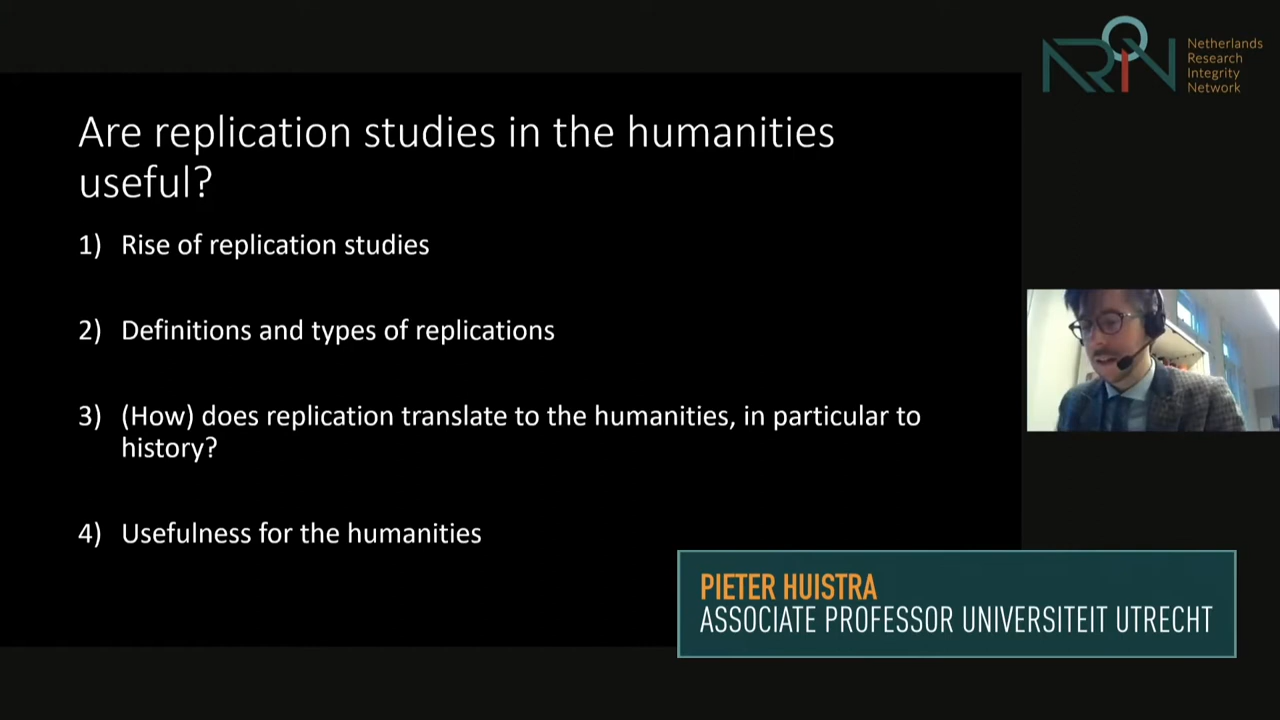 Are replication studies in the humanities
useful?
1) Rise of replication studies
2) Definitions and types of replications
3) (How) does replication translate to the humanities, in particular to
history?
4) Usefulness for the humanities
NRIN
Netherlands
Research
Integrity
Network
PIETER HUISTRA
ASSOCIATE PROFESSOR UNIVERSITEIT UTRECHT